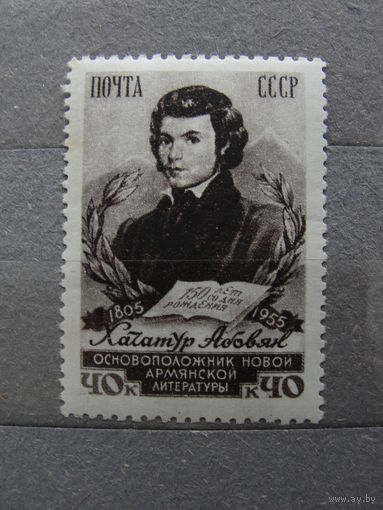 ПОЧТА СССР
150 ЛЕТ
СО ДНЯ
РОЖДЕНИЯ
1805 1955
Хачатур Абовян
ОСНОВОПОЛОЖНИК НОВОЙ
АРМЯНСКОЙ
ЛИТЕРАТУРЫ
40К К40
https://www.ay.by/